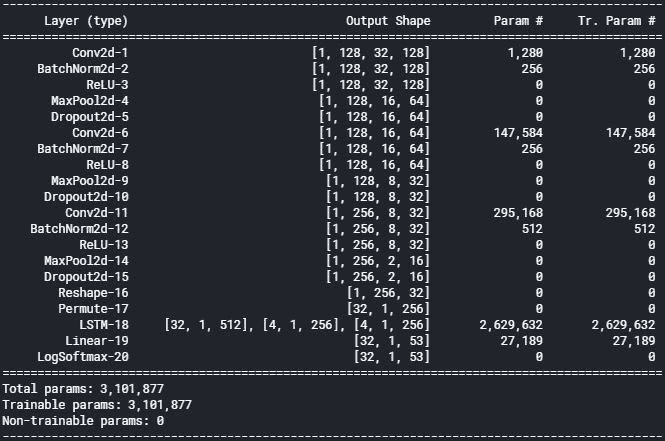 --------------------------------------------------------------------------------------------
Layer (type) Output Shape Param # Tr. Param #
============================================================================================
Conv2d-1 [1, 128, 32, 128] 1,280 1,280
BatchNorm2d-2 [1, 128, 32, 128] 256 256
ReLU-3 [1, 128, 32, 128] 0 0
MaxPool2d-4 [1, 128, 16, 64] 0 0
Dropout2d-5 [1, 128, 16, 64] 0 0
Conv2d-6 [1, 128, 16, 64] 147,584 147,584
BatchNorm2d-7 [1, 128, 16, 64] 256 256
ReLU-8 [1, 128, 16, 64] 0 0
MaxPool2d-9 [1, 128, 8, 32] 0 0
Dropout2d-10 [1, 128, 8, 32] 0 0
Conv2d-11 [1, 256, 8, 32] 295,168 295,168
BatchNorm2d-12 [1, 256, 8, 32] 512 512
ReLU-13 [1, 256, 8, 32] 0 0
MaxPool2d-14 [1, 256, 2, 16] 0 0
Dropout2d-15 [1, 256, 2, 16] 0 0
Reshape-16 [1, 256, 32] 0 0
Permute-17 [32, 1, 256] 0 0
LSTM-18 [32, 1, 512], [4, 1, 256], [4, 1, 256] 2,629,632 2,629,632
Linear-19 [32, 1, 53] 27,189 27,189
LogSoftmax-20 [32, 1, 53] 0 0
============================================================================================
Total params: 3,101,877
Trainable params: 3,101,877
Non-trainable params: 0
--------------------------------------------------------------------------------------------